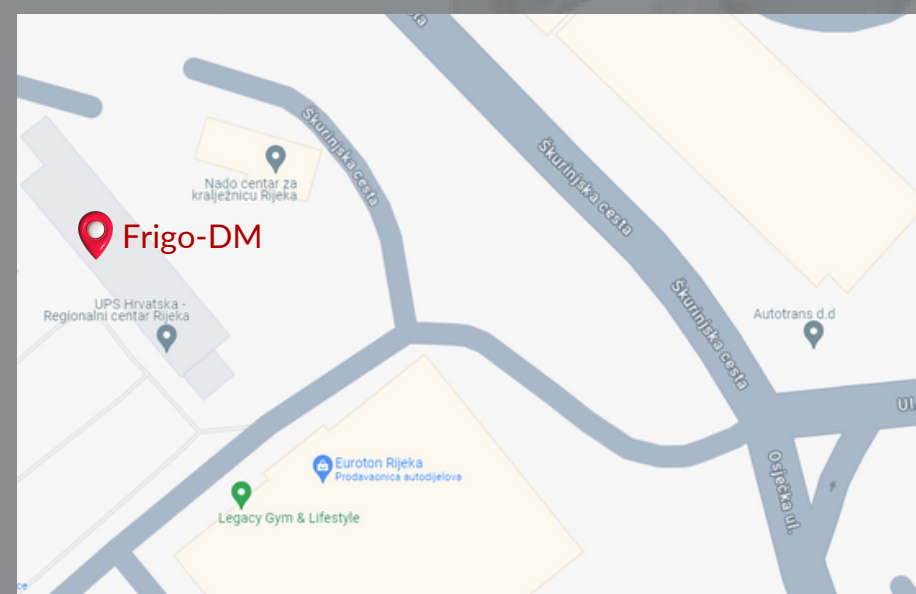 Škurinjska cesta
Škurinjska cesta
Nado centar za
kralježnicu Rijeka
Frigo-DM
Škurinjska cesta
UPS Hrvatska -
Regionalni centar Rijeka
Autotrans d.d
Ul.
Euroton Rijeka
Prodavaonica autodijelova
Osječka ul.
Legacy Gym & Lifestyle